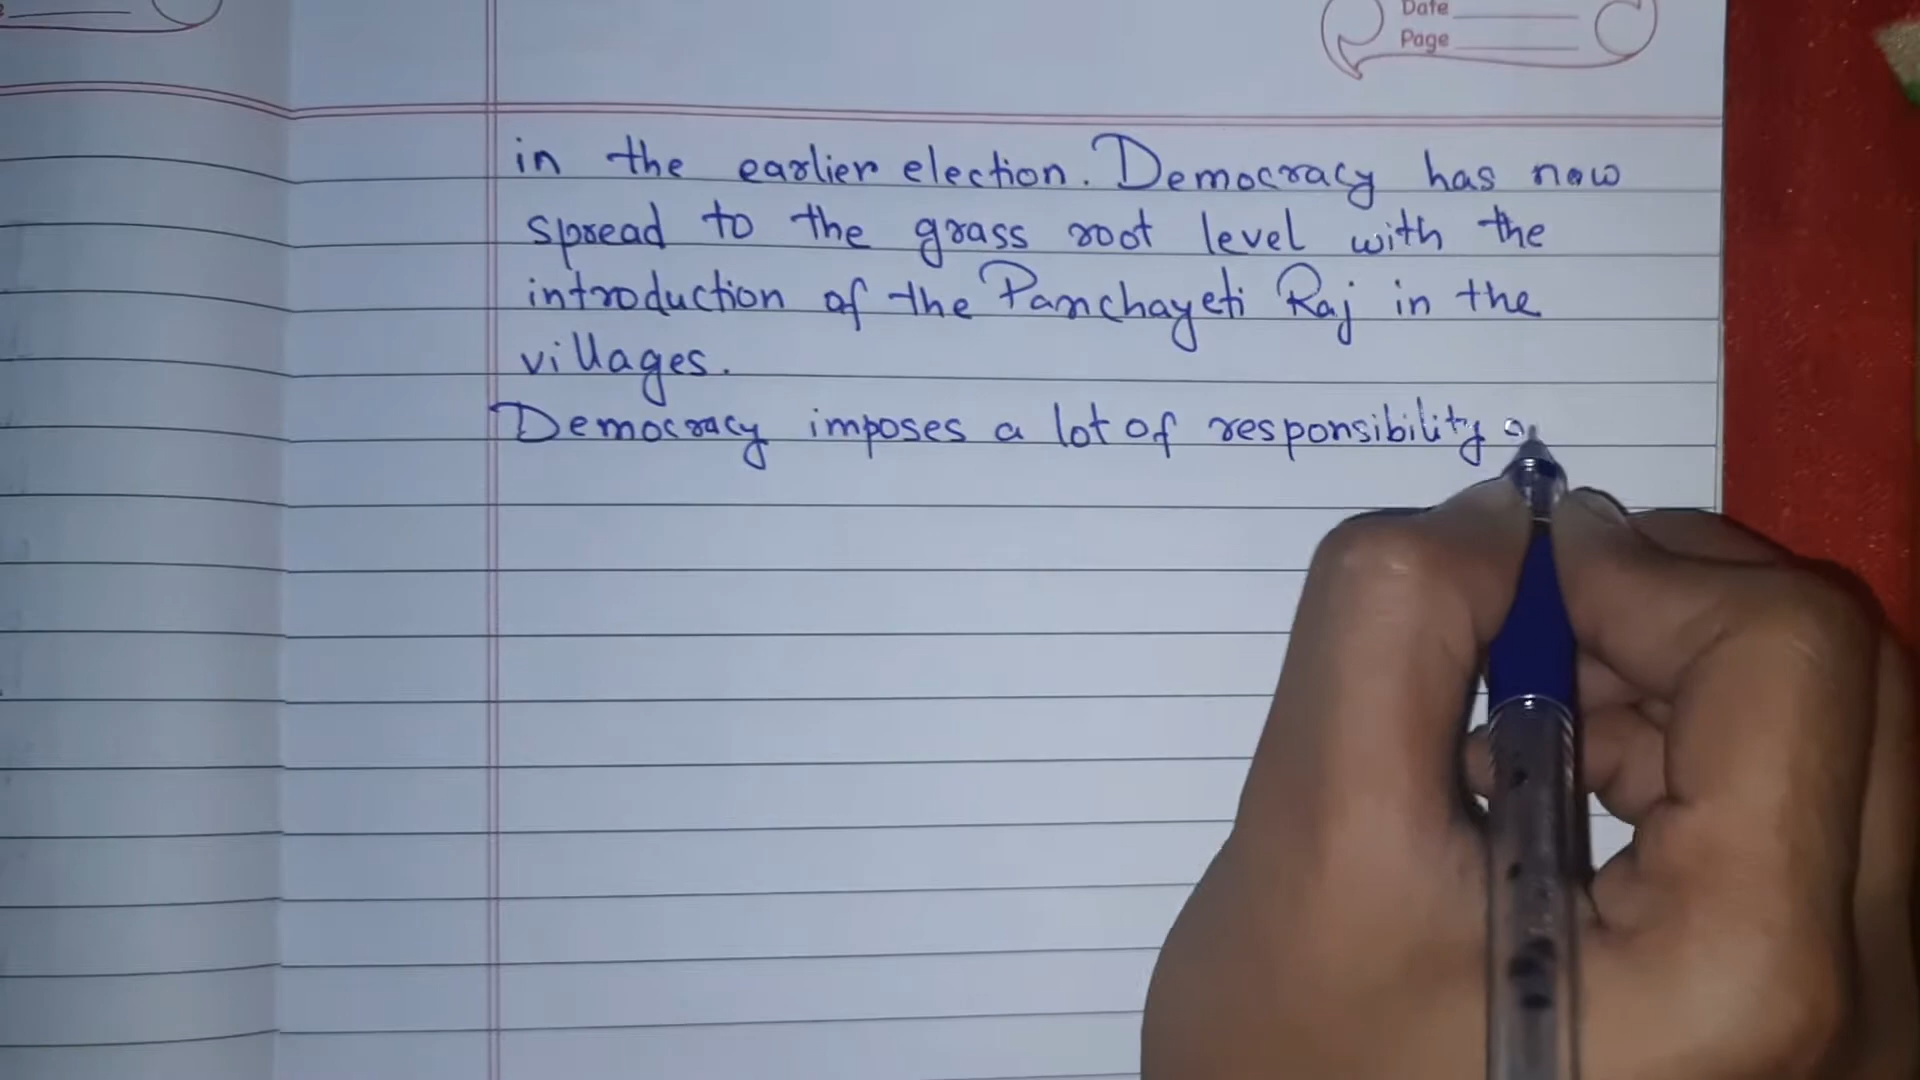 Date
Page
in the earlier election. Democracy has now
spread to the grass root level with the
introduction of the Panchayeti Raj in the
villages.
Democracy imposes a lot of responsibility